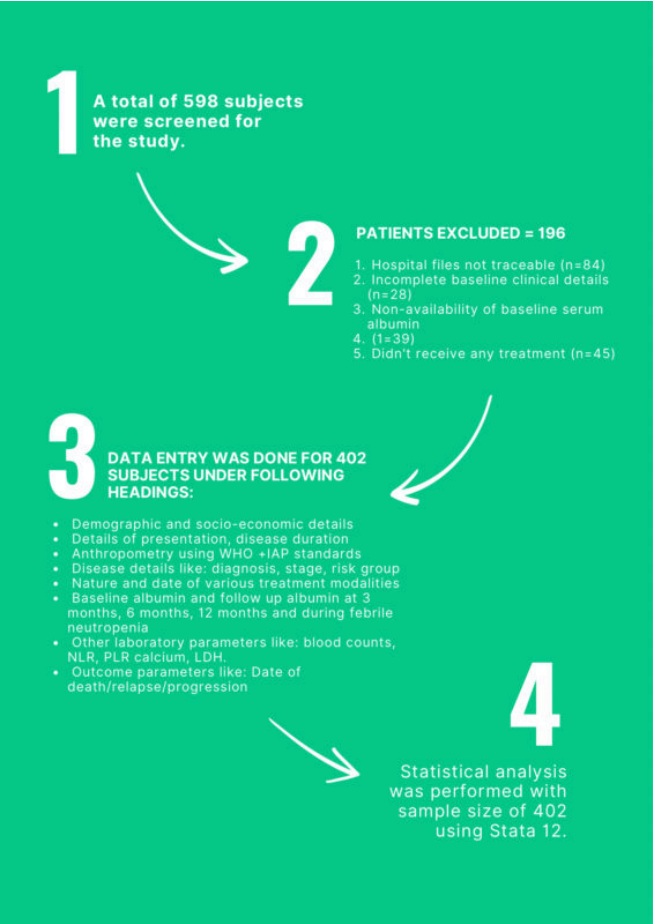 1
A total of 598 subjects
were screened for
the study.
2
PATIENTS EXCLUDED = 196
1. Hospital files not traceable (n=84)
2. Incomplete baseline clinical details
(n=28)
3. Non-availability of baseline serum
albumin
4. (1=39)
5. Didn't receive any treatment (n=45)
3
DATA ENTRY WAS DONE FOR 402
SUBJECTS UNDER FOLLOWING
HEADINGS:
• Demographic and socio-economic details
• Details of presentation, disease duration
• Anthropometry using WHO +IAP standards
• Disease details like: diagnosis, stage, risk group
• Nature and date of various treatment modalities
• Baseline albumin and follow up albumin at 3
months, 6 months, 12 months and during febrile
neutropenia
• Other laboratory parameters like: blood counts,
NLR, PLR calcium, LDH.
• Outcome parameters like: Date of
death/relapse/progression
4
Statistical analysis
was performed with
sample size of 402
using Stata 12.